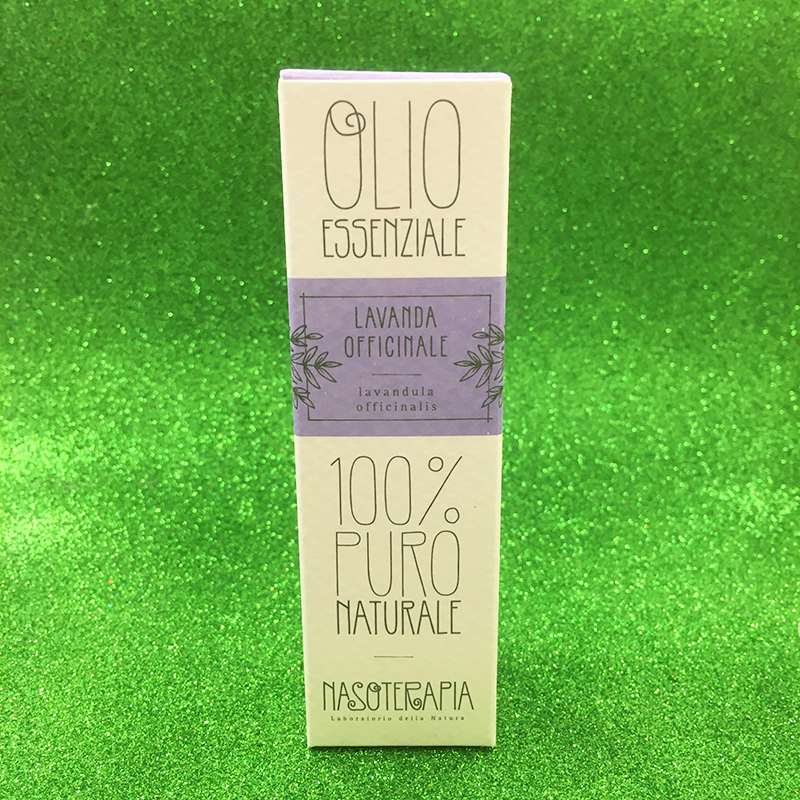 OLIO
ESSENZIALE
LAVANDA
OFFICINALE
lavandula
officinalis
100%
PURO
NATURALE
NASOTERAPIA
Laboratorio della Natura